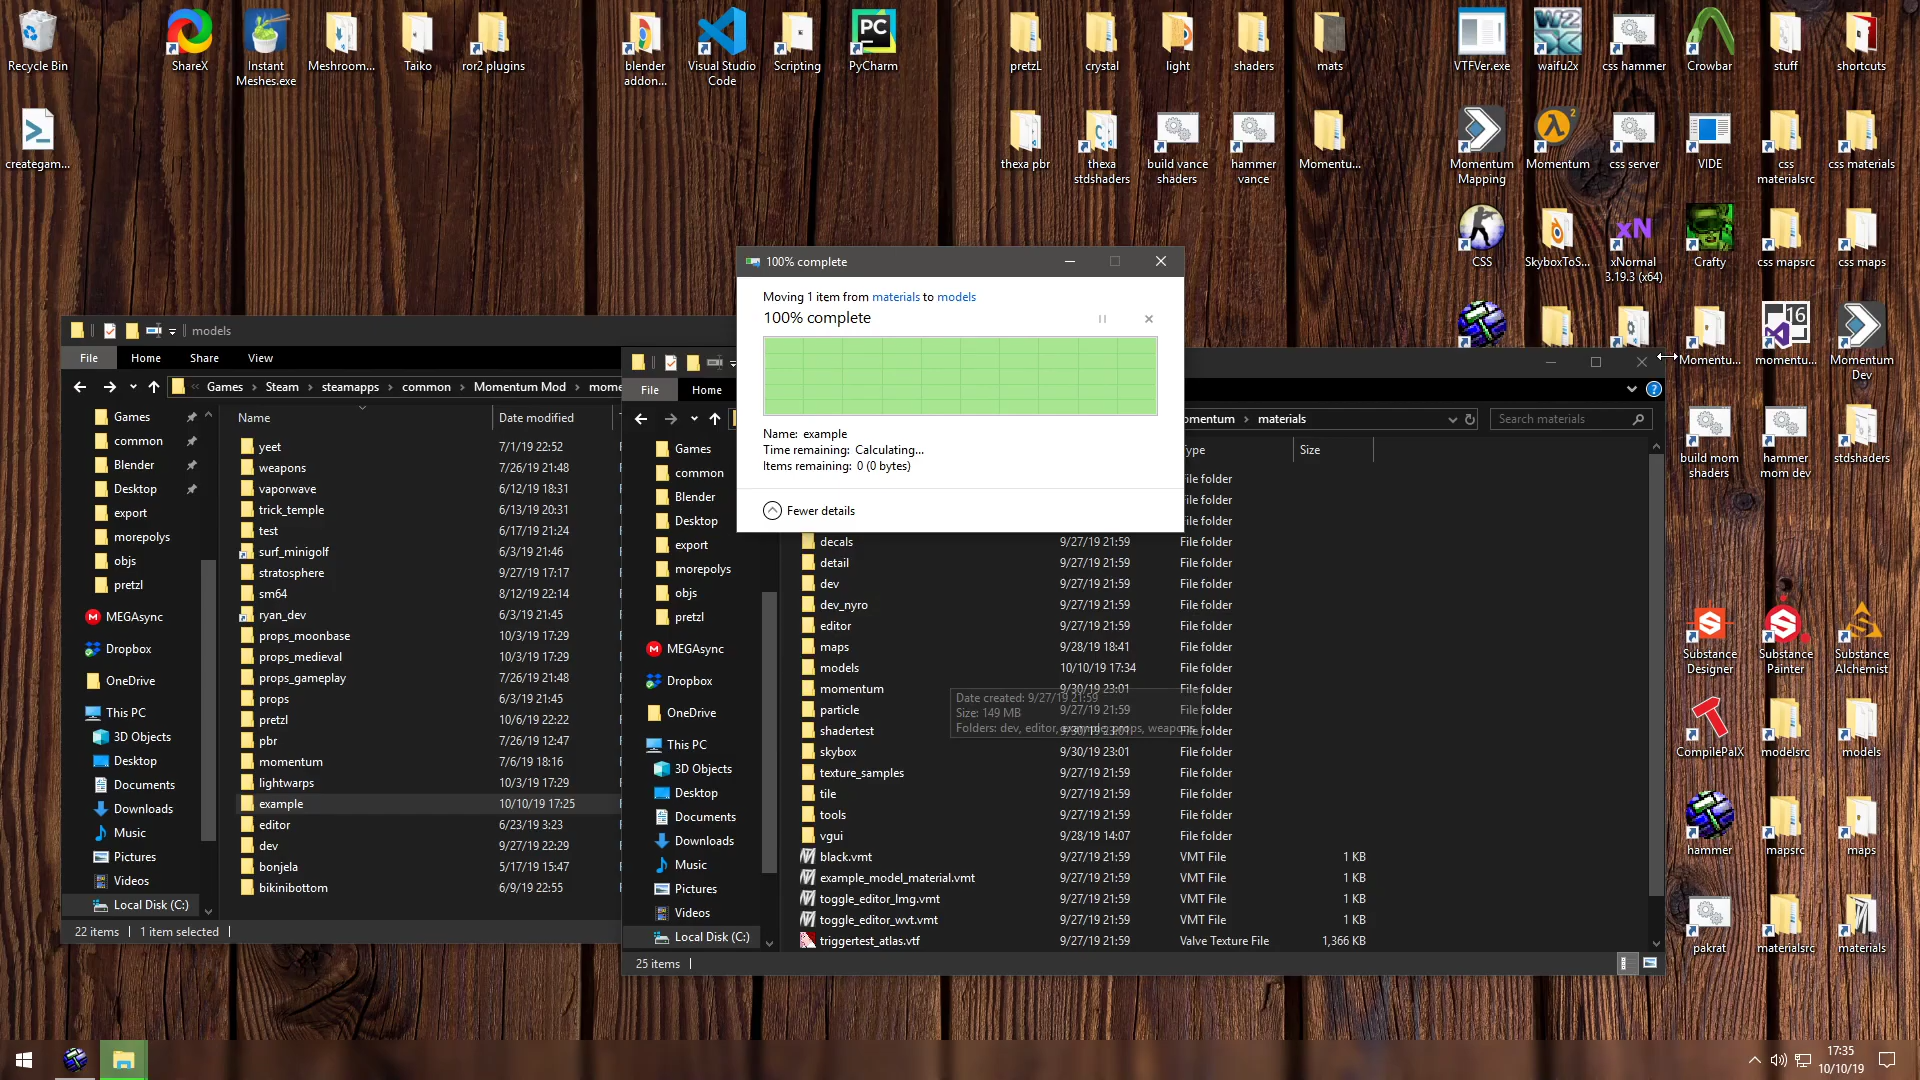 Recycle Bin
ShareX
Instant
Meshes.exe
Meshroom...
Taiko
ror2 plugins
blender
addon...
Visual Studio
Code
Scripting
PyCharm
pretzL
crystal
light
shaders
mats
VTFVer.exe
waifu2x
css hammer
Crowbar
stuff
shortcuts
creategam...
thexa pbr
thexa
stdshaders
build vance
shaders
hammer
vance
Momentu...
Momentum
Mapping
Momentum
css server
VIDE
css
materialsrc
css materials
CSS
SkyboxToS...
xNormal
3.19.3 (x64)
Crafty
css mapsrc
css maps
Momentu...
momentu...
Momentum
Dev
build mom
shaders
hammer
mom dev
stdshaders
Substance
Designer
Substance
Painter
Substance
Alchemist
CompilePalX
modelsrc
models
hammer
mapsrc
maps
pakrat
materialsrc
materials
100% complete
Moving 1 item from materials to models
100% complete
Name: example
Time remaining: Calculating...
Items remaining: 0 (0 bytes)
Fewer details
models
File Home Share View
Games > Steam > steamapps > common > Momentum Mod > mome
Games
common
Blender
Desktop
export
morepolys
objs
pretzl
MEGAsync
Dropbox
OneDrive
This PC
3D Objects
Desktop
Documents
Downloads
Music
Pictures
Videos
Local Disk (C:)
Name Date modified
yeet 7/1/19 22:52
weapons 7/26/19 21:48
vaporwave 6/12/19 18:31
trick_temple 6/13/19 20:31
test 6/17/19 21:24
surf_minigolf 6/3/19 21:46
stratosphere 9/27/19 17:17
sm64 8/12/19 22:14
ryan_dev 6/3/19 21:45
props_moonbase 10/3/19 17:29
props_medieval 10/3/19 17:29
props_gameplay 7/26/19 21:48
props 6/3/19 21:45
pretzl 10/6/19 22:22
pbr 7/26/19 12:47
momentum 7/6/19 18:16
lightwarps 10/3/19 17:29
example 10/10/19 17:25
editor 6/23/19 3:23
dev 9/27/19 22:29
bonjela 5/17/19 15:47
bikinibottom 6/9/19 22:55
22 items 1 item selected
File Home
omentum > materials
Search materials
Games
common
Blender
Desktop
export
morepolys
objs
pretzl
MEGAsync
Dropbox
OneDrive
This PC
3D Objects
Desktop
Documents
Downloads
Music
Pictures
Videos
Local Disk (C:)
ype Size
ile folder
ile folder
ile folder
decals 9/27/19 21:59 File folder
detail 9/27/19 21:59 File folder
dev 9/27/19 21:59 File folder
dev_nyro 9/27/19 21:59 File folder
editor 9/27/19 21:59 File folder
maps 9/28/19 18:41 File folder
models 10/10/19 17:34 File folder
momentum 9/30/19 23:01 File folder
particle 9/27/19 21:59 File folder
shadertest 9/30/19 23:01 File folder
skybox 9/30/19 23:01 File folder
texture_samples 9/27/19 21:59 File folder
tile 9/27/19 21:59 File folder
tools 9/27/19 21:59 File folder
vgui 9/28/19 14:07 File folder
black.vmt 9/27/19 21:59 VMT File 1 KB
example_model_material.vmt 9/27/19 21:59 VMT File 1 KB
toggle_editor_lmg.vmt 9/27/19 21:59 VMT File 1 KB
toggle_editor_wvt.vmt 9/27/19 21:59 VMT File 1 KB
triggertest_atlas.vtf 9/27/19 21:59 Valve Texture File 1,366 KB
Date created: 9/27/19 21:59
Size: 149 MB
Folders: dev, editor, example, props, weapons
25 items
17:35
10/10/19